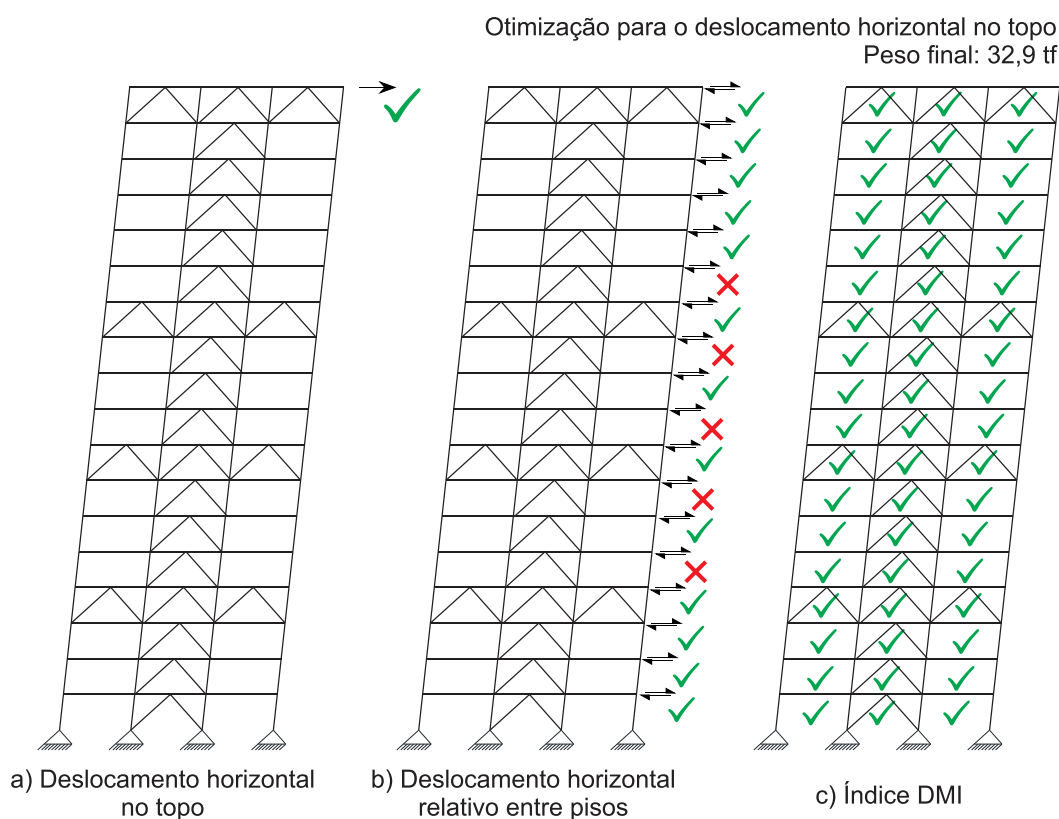 Otimização para o deslocamento horizontal no topo
Peso final: 32,9 tf
a) Deslocamento horizontal
no topo
b) Deslocamento horizontal
relativo entre pisos
c) Índice DMI